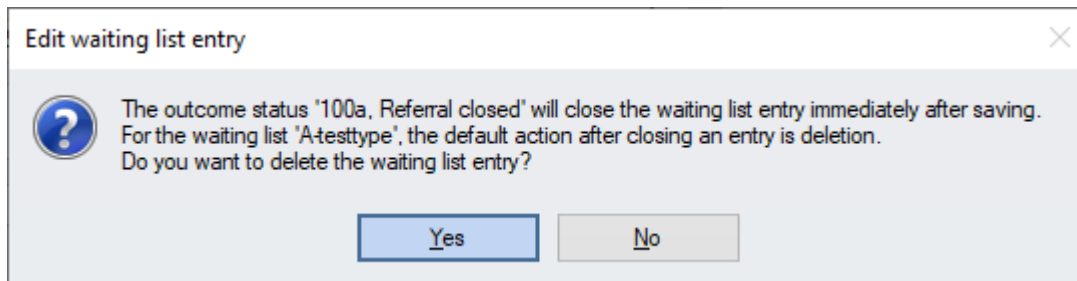 Edit waiting list entry
The outcome status '100a, Referral closed' will close the waiting list entry immediately after saving.
For the waiting list 'A-testtype', the default action after closing an entry is deletion.
Do you want to delete the waiting list entry?
Yes No